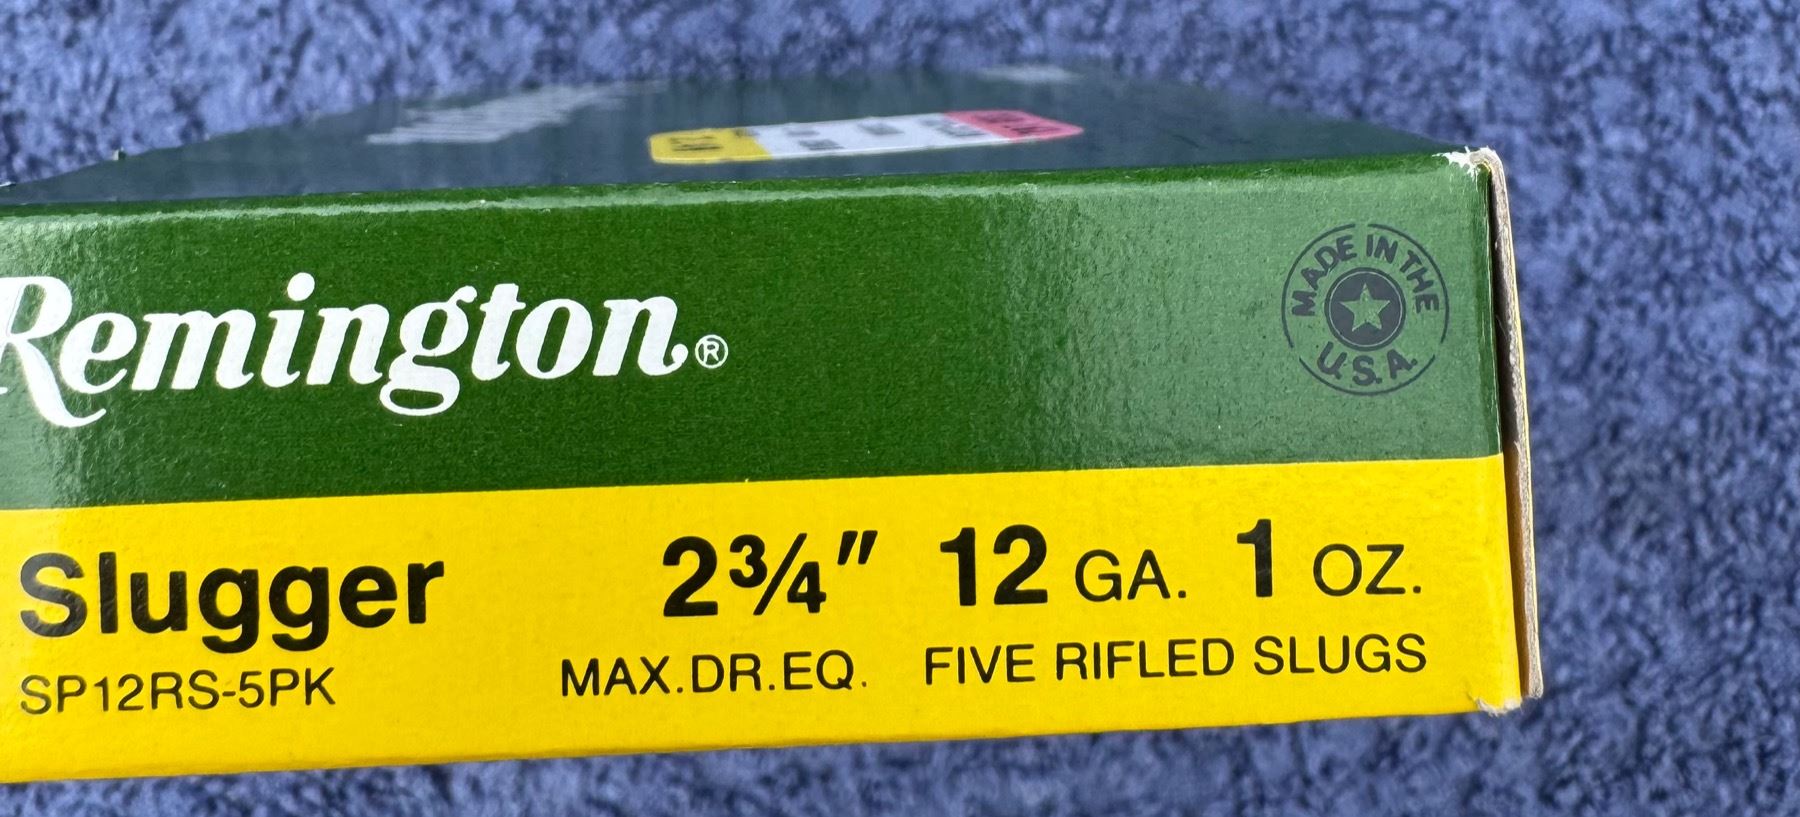 Remington®
MADE IN THE
U.S.A.
Slugger 2¾" 12 GA. 1 OZ.
SP12RS-5PK MAX.DR.EQ. FIVE RIFLED SLUGS